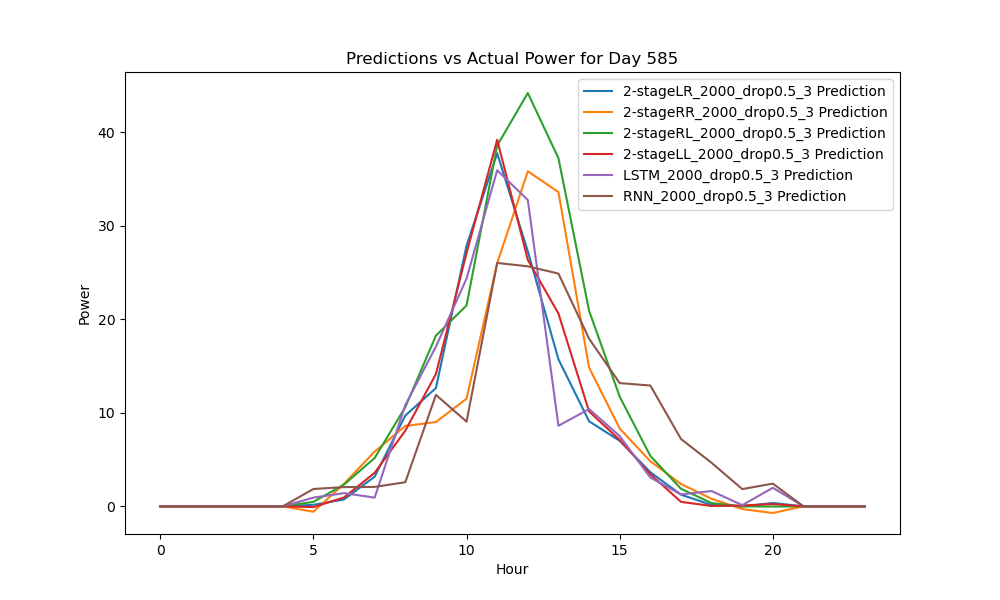 Predictions vs Actual Power for Day 585
2-stageLR_2000_drop0.5_3 Prediction
2-stageRR_2000_drop0.5_3 Prediction
2-stageRL_2000_drop0.5_3 Prediction
2-stageLL_2000_drop0.5_3 Prediction
LSTM_2000_drop0.5_3 Prediction
RNN_2000_drop0.5_3 Prediction
40
30
20
10
0
Power
0 5 10 15 20
Hour